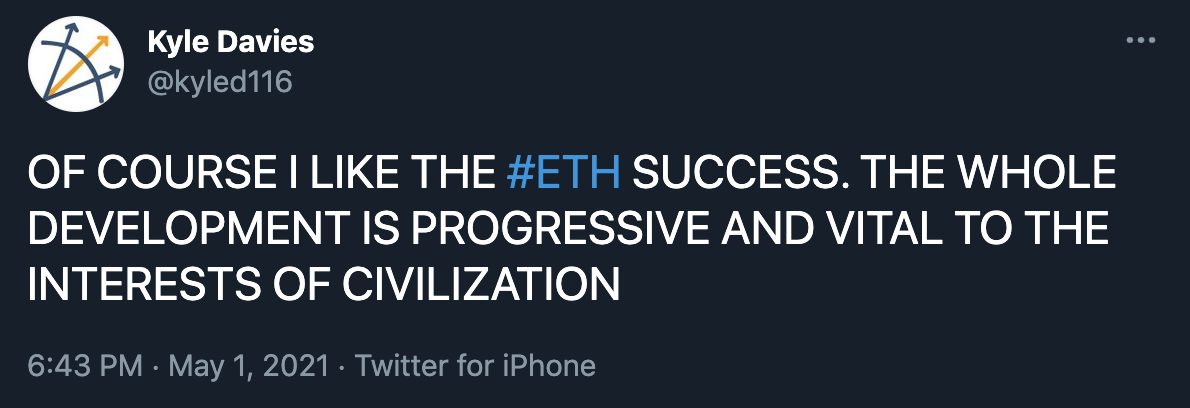 Kyle Davies
@kyled116
OF COURSE I LIKE THE #ETH SUCCESS. THE WHOLE
DEVELOPMENT IS PROGRESSIVE AND VITAL TO THE
INTERESTS OF CIVILIZATION
6:43 PM · May 1, 2021 · Twitter for iPhone